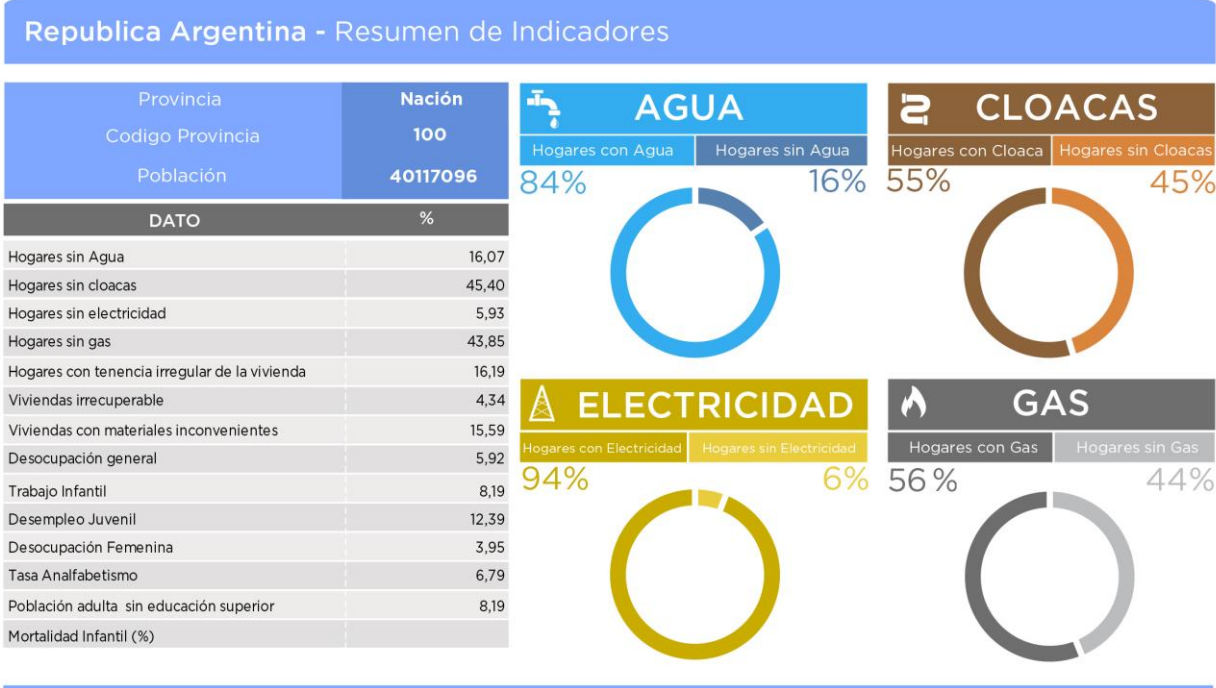 Republica Argentina - Resumen de Indicadores
Provincia Nación
Codigo Provincia 100
Población 40117096
DATO %
Hogares sin Agua 16,07
Hogares sin cloacas 45,40
Hogares sin electricidad 5,93
Hogares sin gas 43,85
Hogares con tenencia irregular de la vivienda 16,19
Viviendas irrecuperable 4,34
Viviendas con materiales inconvenientes 15,59
Desocupación general 5,92
Trabajo Infantil 8,19
Desempleo Juvenil 12,39
Desocupación Femenina 3,95
Tasa Analfabetismo 6,79
Población adulta sin educación superior 8,19
Mortalidad Infantil (%)
AGUA
Hogares con Agua Hogares sin Agua
84% 16%
CLOACAS
Hogares con Cloaca Hogares sin Cloacas
55% 45%
ELECTRICIDAD
Hogares con Electricidad Hogares sin Electricidad
94% 6%
GAS
Hogares con Gas Hogares sin Gas
56 % 44%